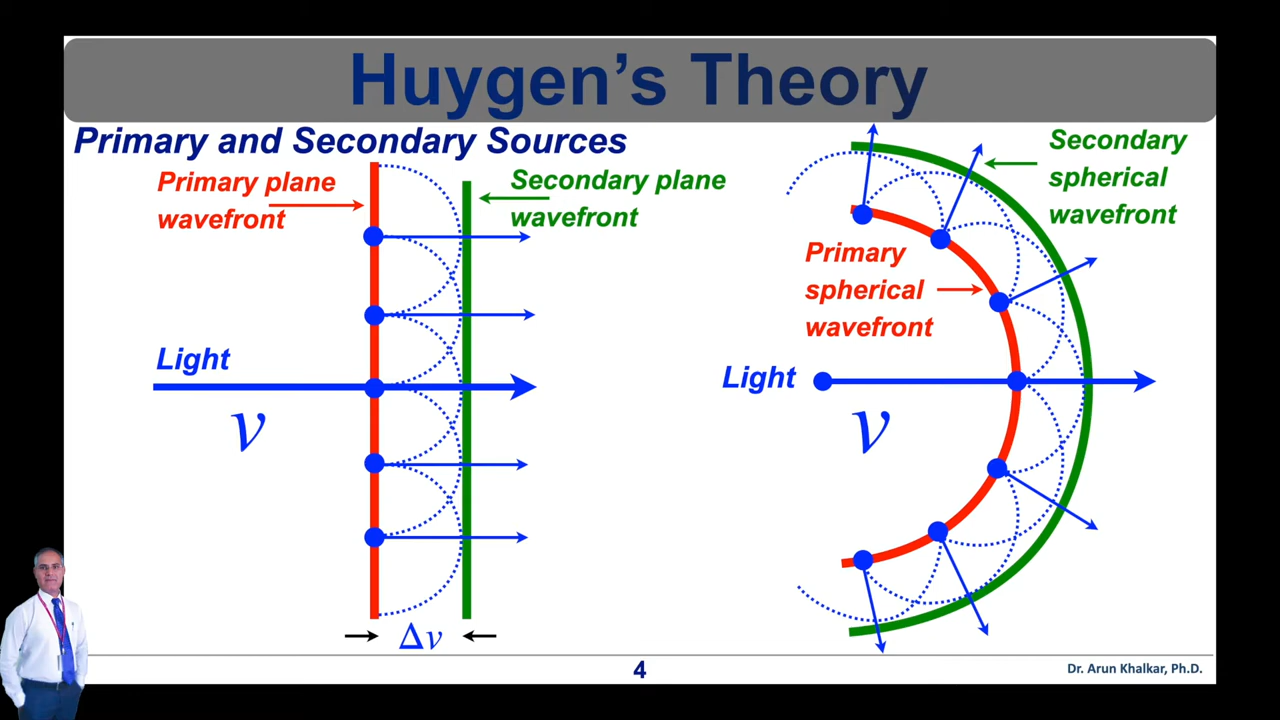 Huygen's Theory
Primary and Secondary Sources
Primary plane
wavefront
Secondary plane
wavefront
Light
ν
Δν
Secondary
spherical
wavefront
Primary
spherical
wavefront
Light
ν
4
Dr. Arun Khalkar, Ph.D.